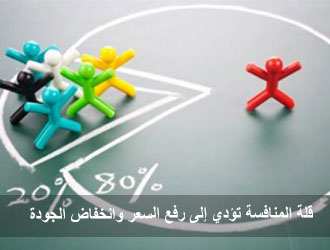 20% 80%
قلة المنافسة تؤدي إلى رفع السعر وانخفاض الجودة